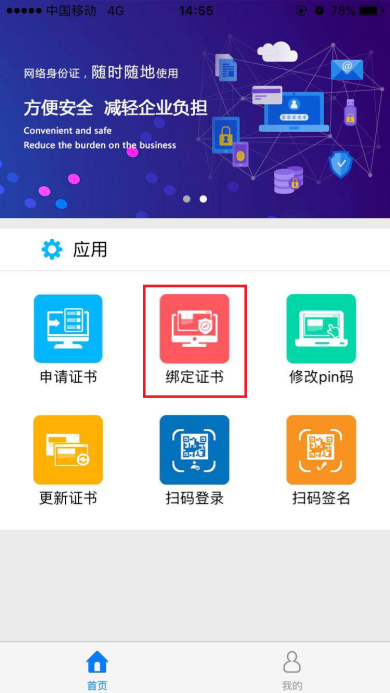 中国移动 4G 14:55 78%
网络身份证，随时随地使用
方便安全 减轻企业负担
Convenient and safe
Reduce the burden on the business
应用
申请证书 绑定证书 修改pin码
更新证书 扫码登录 扫码签名
首页 我的